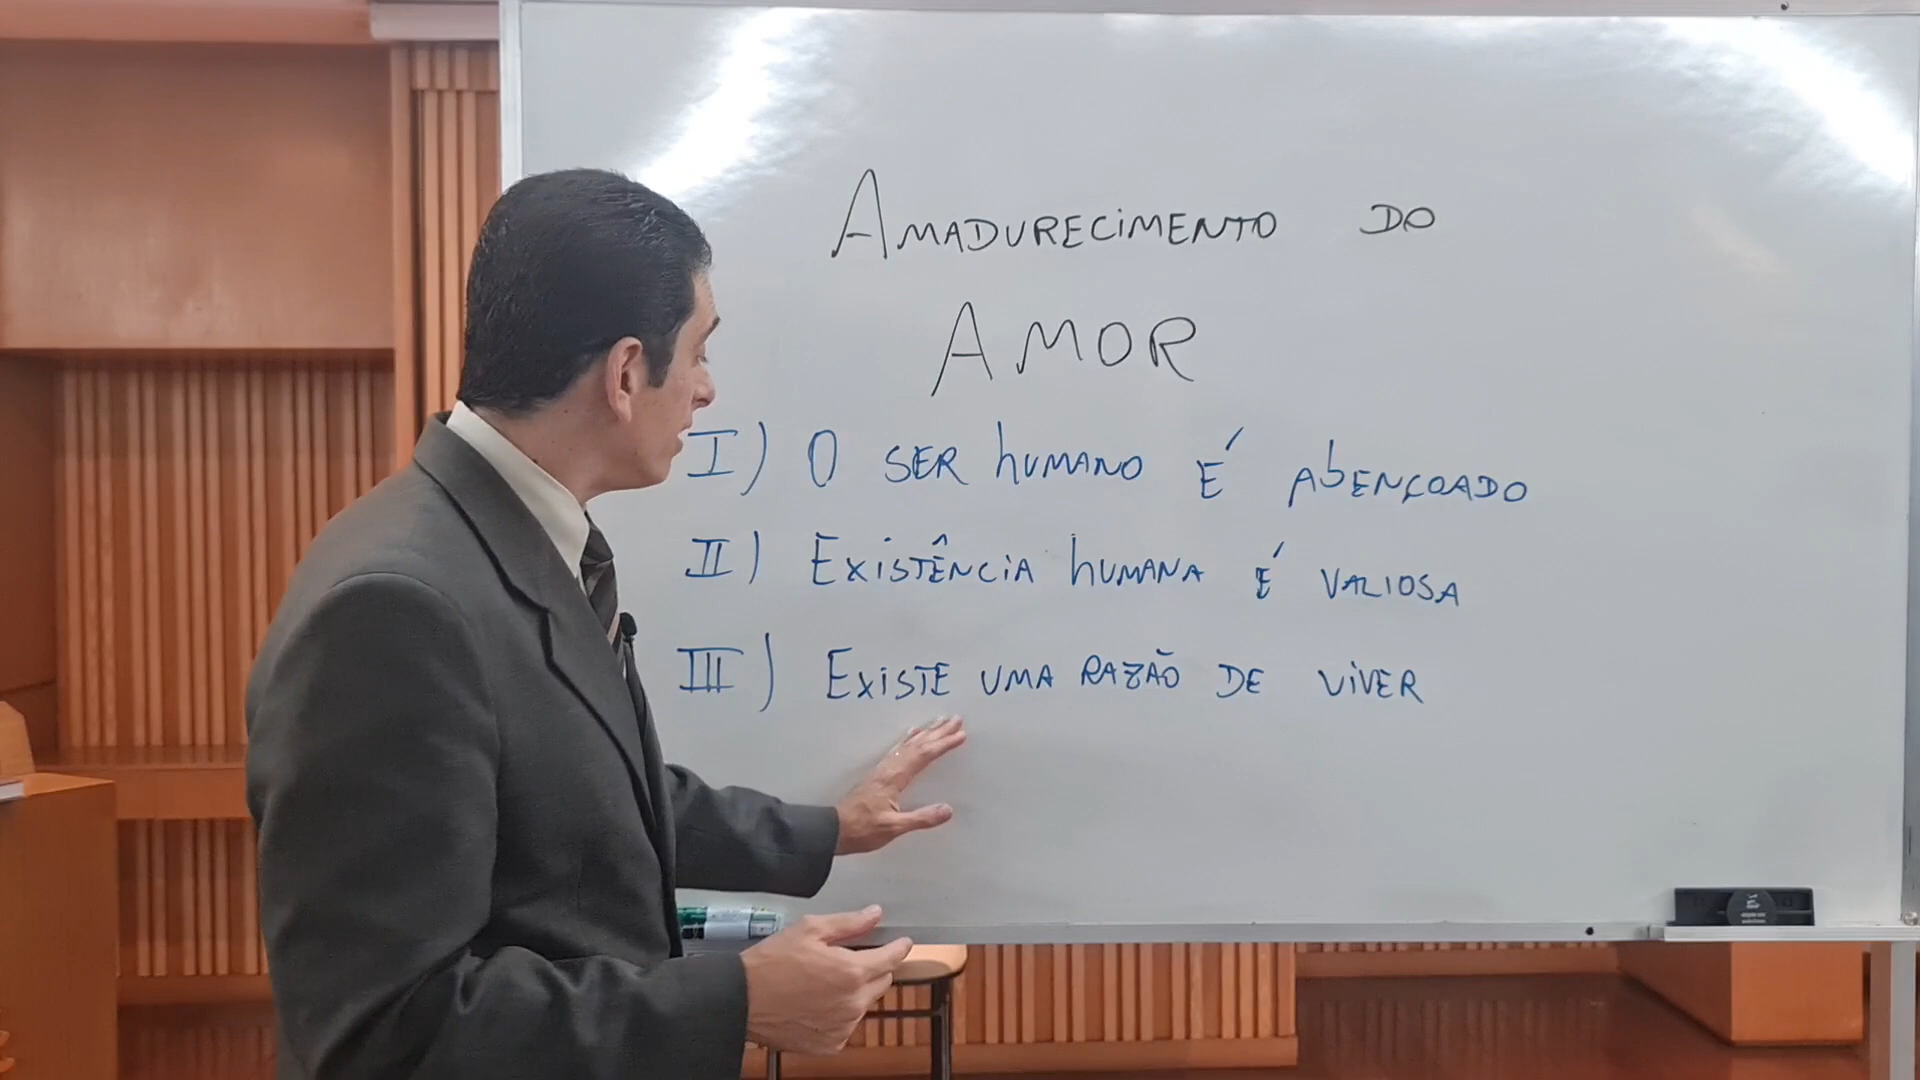 AMADURECIMENTO DO
AMOR
I) O SER HUMANO É ABENÇOADO
II) EXISTÊNCIA HUMANA É VALIOSA
III) EXISTE UMA RAZÃO DE VIVER